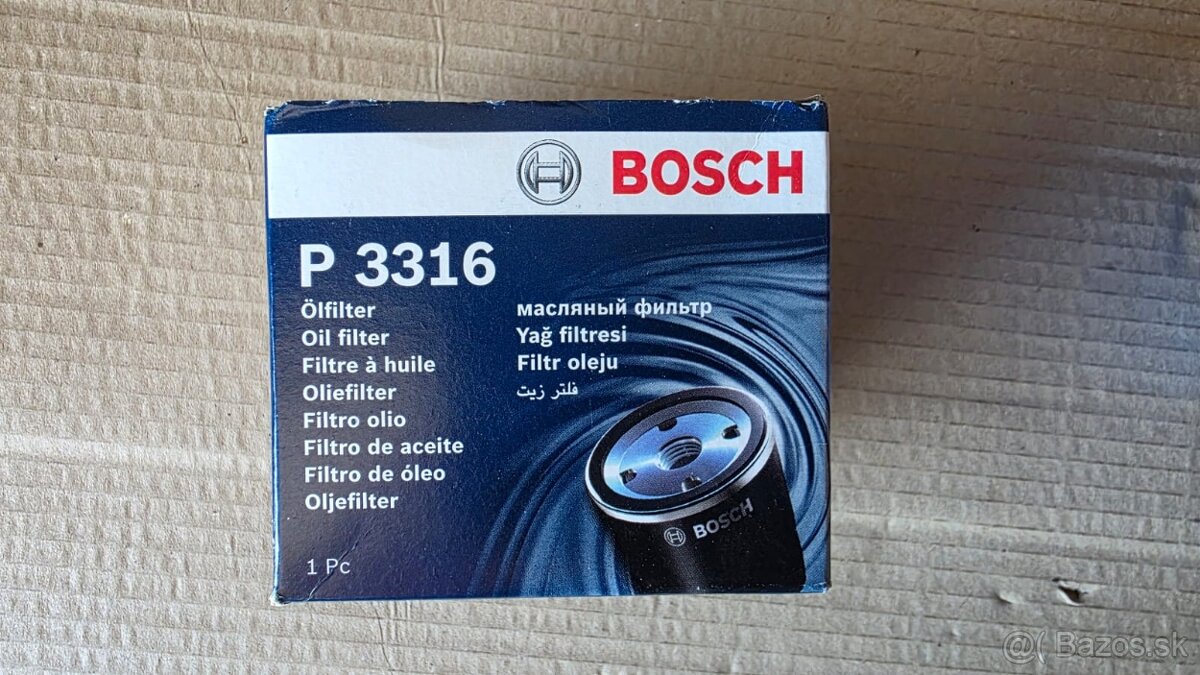 BOSCH
P 3316
Ölfilter
Oil filter
Filtre à huile
Oliefilter
Filtro olio
Filtro de aceite
Filtro de óleo
Oljefilter
масляный фильтр
Yağ filtresi
Filtr oleju
فلتر زيت
BOSCH
1 Pc
@( Bazos.sk